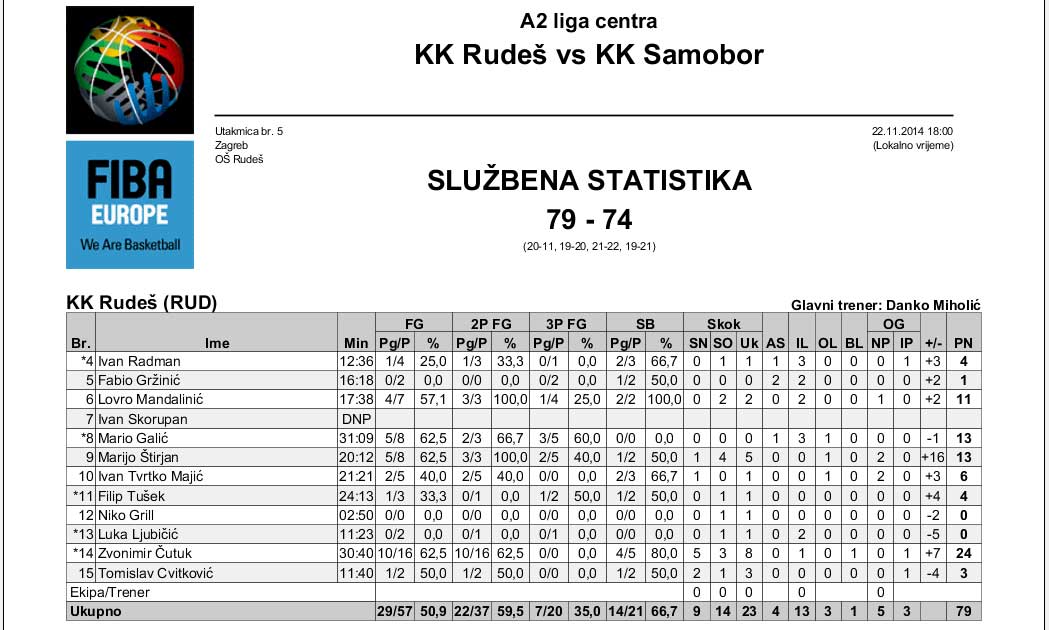 A2 liga centra
KK Rudeš vs KK Samobor
Utakmica br. 5
Zagreb
OŠ Rudeš
22.11.2014 18:00
(Lokalno vrijeme)
FIBA
EUROPE
We Are Basketball
SLUŽBENA STATISTIKA
79 - 74
(20-11, 19-20, 21-22, 19-21)
KK Rudeš (RUD)
Glavni trener: Danko Miholić
FG 2P FG 3P FG SB Skok OG
Br. Ime Min Pg/P % Pg/P % Pg/P % Pg/P % SN SO Uk AS IL OL BL NP IP +/- PN
*4 Ivan Radman 12:36 1/4 25,0 1/3 33,3 0/1 0,0 2/3 66,7 0 1 1 1 3 0 0 0 1 +3 4
5 Fabio Gržinić 16:18 0/2 0,0 0/0 0,0 0/2 0,0 1/2 50,0 0 0 0 2 2 0 0 0 0 +2 1
6 Lovro Mandalinić 17:38 4/7 57,1 3/3 100,0 1/4 25,0 2/2 100,0 0 2 2 0 2 0 0 1 0 +2 11
7 Ivan Skorupan DNP
*8 Mario Galić 31:09 5/8 62,5 2/3 66,7 3/5 60,0 0/0 0,0 0 0 0 1 3 1 0 0 0 -1 13
9 Marijo Štirjan 20:12 5/8 62,5 3/3 100,0 2/5 40,0 1/2 50,0 1 4 5 0 0 1 0 2 0 +16 13
10 Ivan Tvrtko Majić 21:21 2/5 40,0 2/5 40,0 0/0 0,0 2/3 66,7 1 0 1 0 0 1 0 2 0 +3 6
*11 Filip Tušek 24:13 1/3 33,3 0/1 0,0 1/2 50,0 1/2 50,0 0 1 1 0 0 0 0 0 0 +4 4
12 Niko Grill 02:50 0/0 0,0 0/0 0,0 0/0 0,0 0/0 0,0 0 1 1 0 0 0 0 0 0 -2 0
*13 Luka Ljubičić 11:23 0/2 0,0 0/1 0,0 0/1 0,0 0/0 0,0 0 1 1 0 2 0 0 0 0 -5 0
*14 Zvonimir Čutuk 30:40 10/16 62,5 10/16 62,5 0/0 0,0 4/5 80,0 5 3 8 0 1 0 1 0 1 +7 24
15 Tomislav Cvitković 11:40 1/2 50,0 1/2 50,0 0/0 0,0 1/2 50,0 2 1 3 0 0 0 0 0 1 -4 3
Ekipa/Trener 0 0 0 0 0
Ukupno 29/57 50,9 22/37 59,5 7/20 35,0 14/21 66,7 9 14 23 4 13 3 1 5 3 79